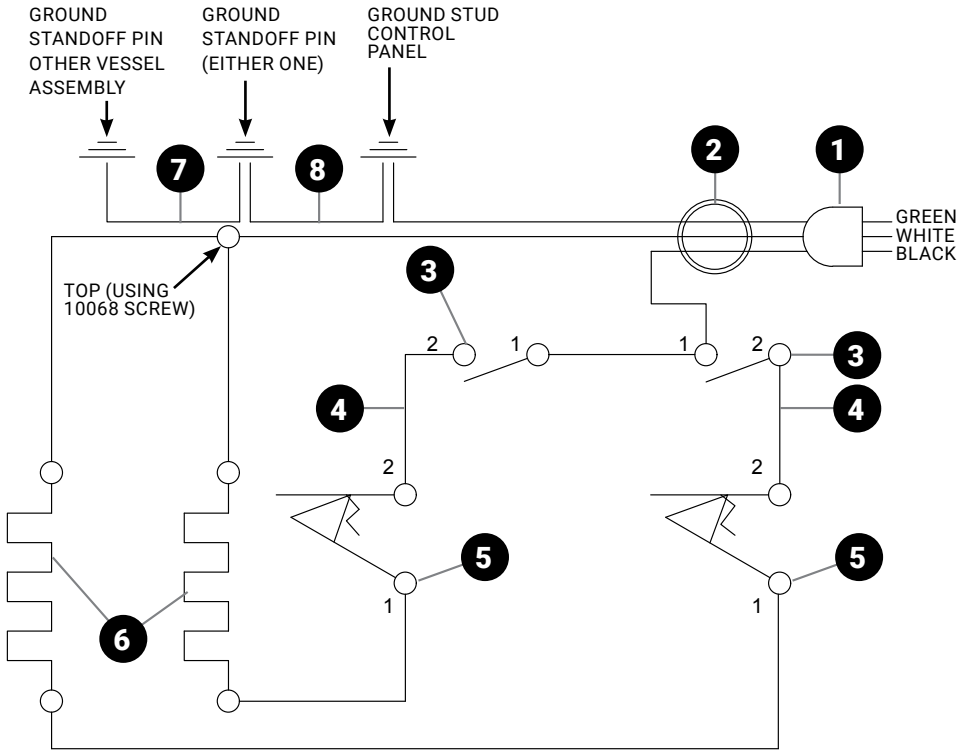 GROUND
STANDOFF PIN
OTHER VESSEL
ASSEMBLY
GROUND
STANDOFF PIN
(EITHER ONE)
GROUND STUD
CONTROL
PANEL
7
8
2
1
GREEN
WHITE
BLACK
TOP (USING
10068 SCREW)
3
2
1
1
2
3
4
4
2
2
5
5
1
1
6